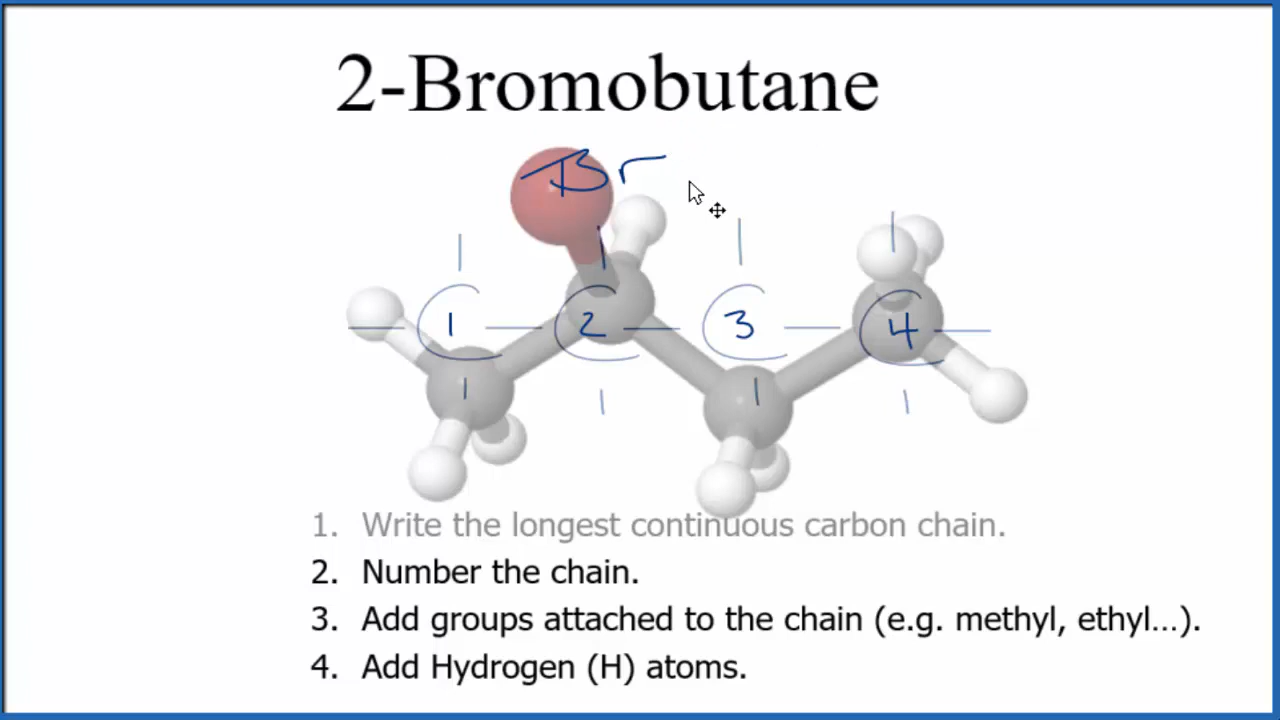 2-Bromobutane
Br
C C C C
1 2 3 4
1. Write the longest continuous carbon chain.
2. Number the chain.
3. Add groups attached to the chain (e.g. methyl, ethyl...).
4. Add Hydrogen (H) atoms.